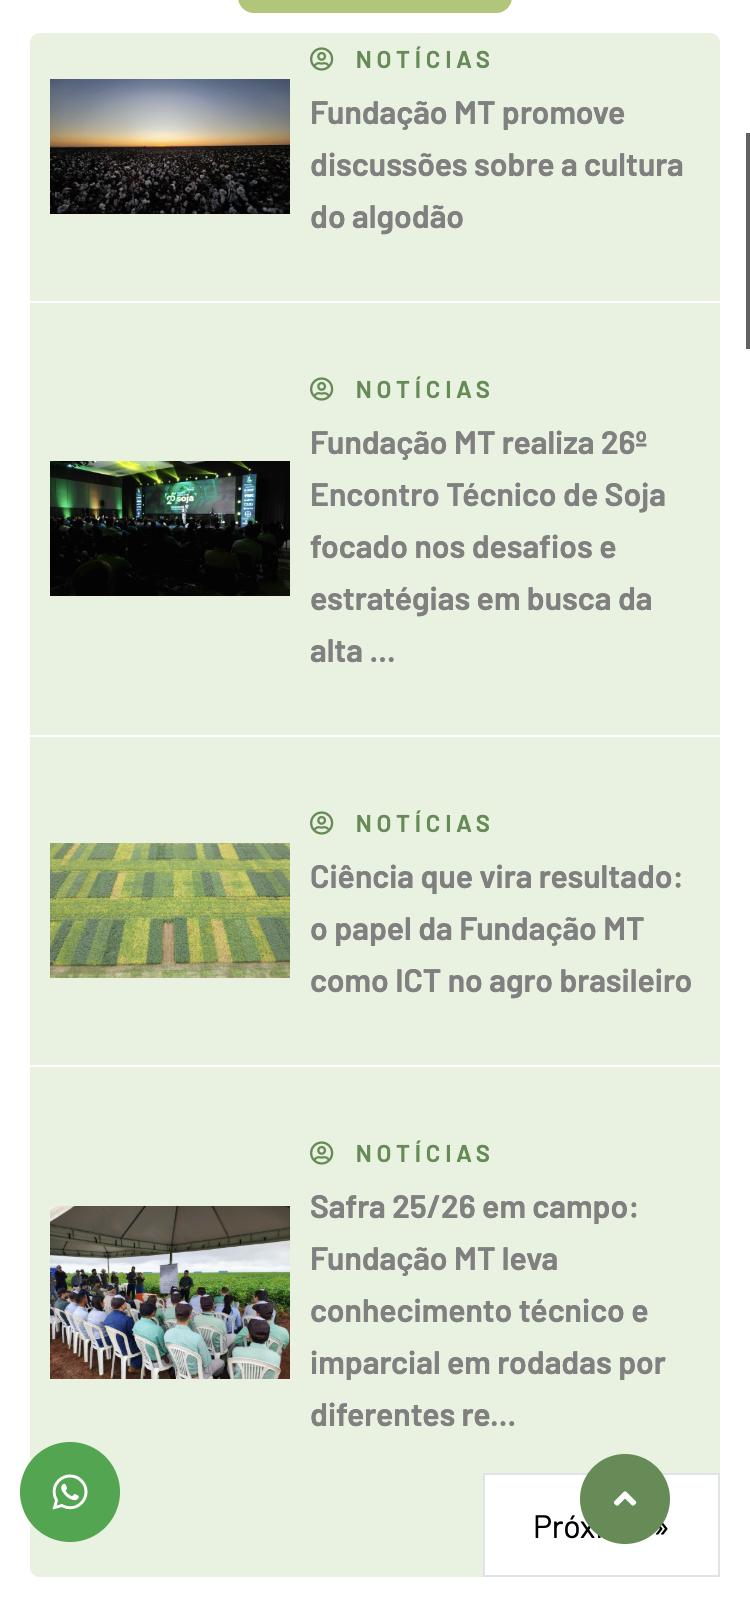 NOTÍCIAS
Fundação MT promove
discussões sobre a cultura
do algodão
NOTÍCIAS
Fundação MT realiza 26º
Encontro Técnico de Soja
focado nos desafios e
estratégias em busca da
alta ...
soja
NOTÍCIAS
Ciência que vira resultado:
o papel da Fundação MT
como ICT no agro brasileiro
NOTÍCIAS
Safra 25/26 em campo:
Fundação MT leva
conhecimento técnico e
imparcial em rodadas por
diferentes re...
»